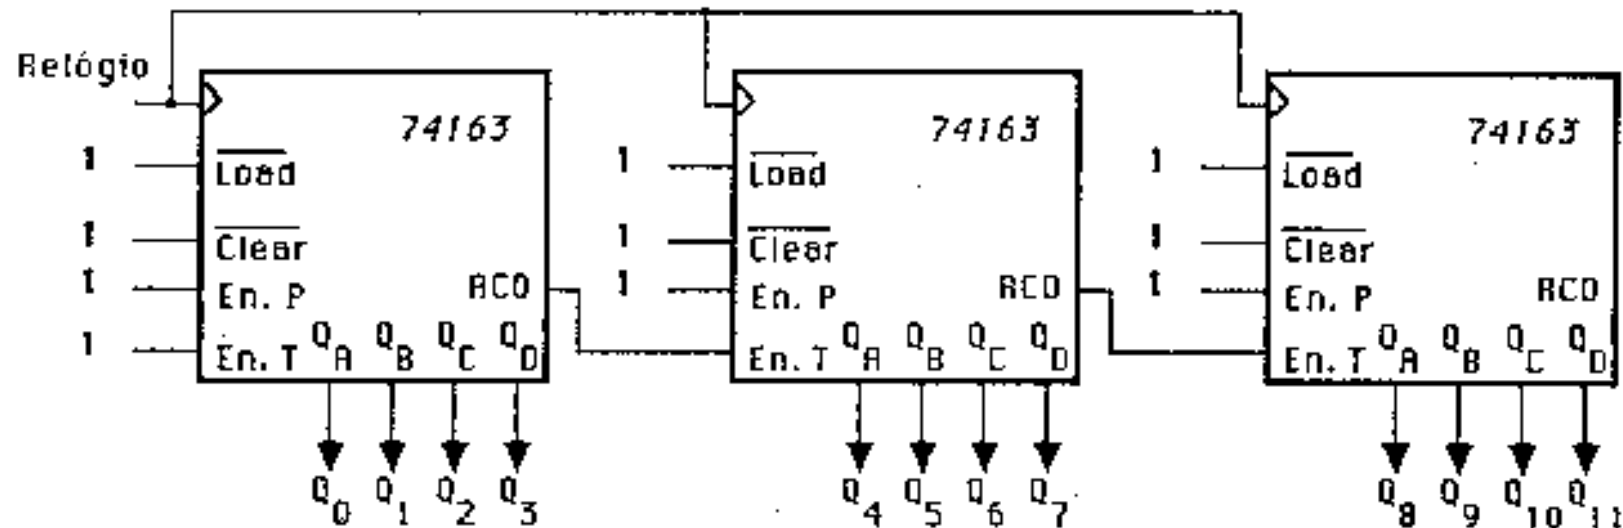 Relógio
74163 74163 74163
1 Load 1 Load 1 Load
1 Clear 1 Clear 1 Clear
1 En. P RCO 1 En. P RCO 1 En. P RCO
1 En. T QA QB QC QD En. T QA QB QC QD En. T QA QB QC QD
Q0 Q1 Q2 Q3 Q4 Q5 Q6 Q7 Q8 Q9 Q10 Q11